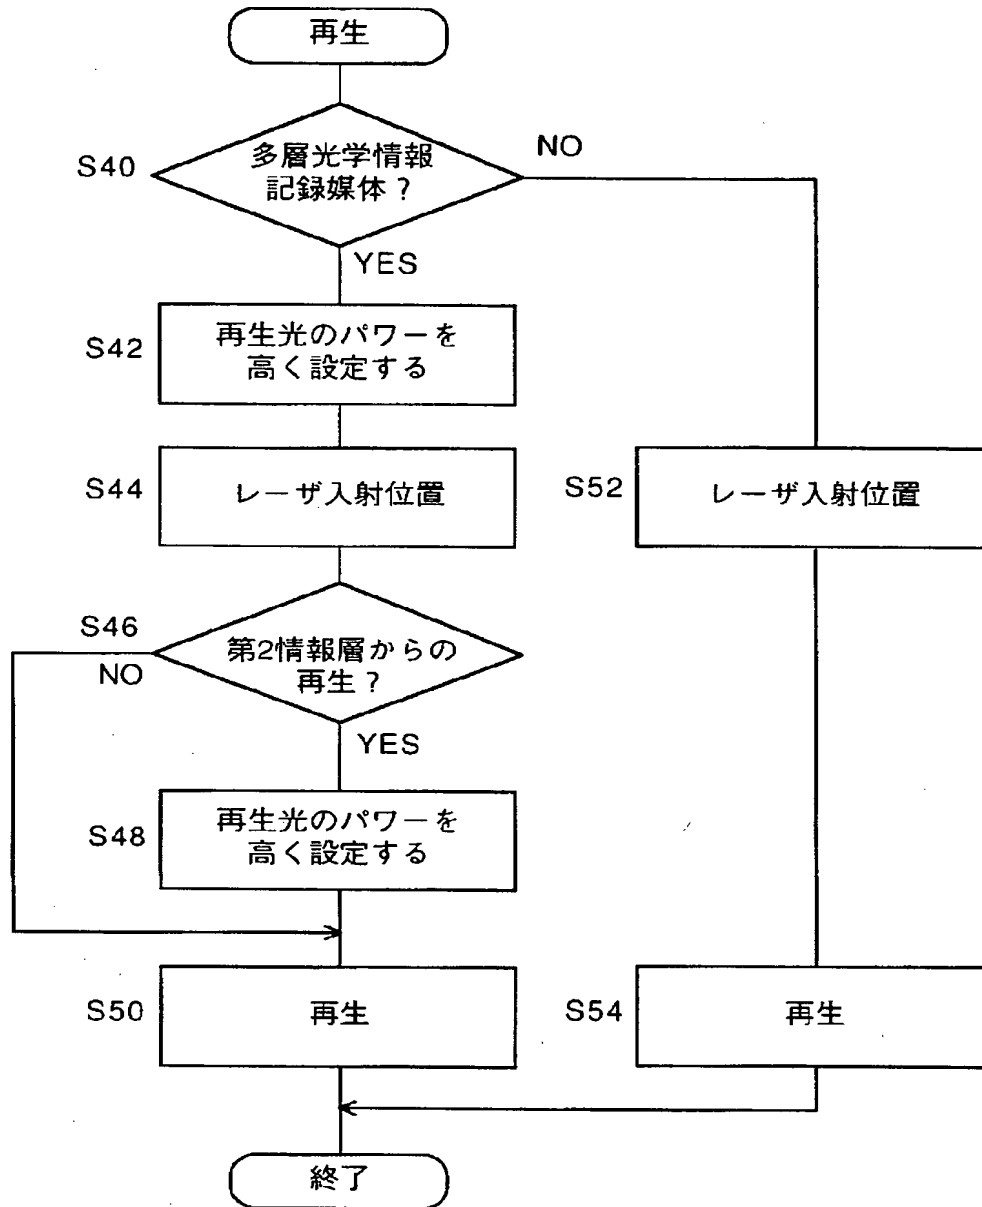 再生
S40
多層光学情報
記録媒体？
NO
YES
S42
再生光のパワーを
高く設定する
S44
レーザ入射位置
S52
レーザ入射位置
S46
NO
第2情報層からの
再生？
YES
S48
再生光のパワーを
高く設定する
S50
再生
S54
再生
終了